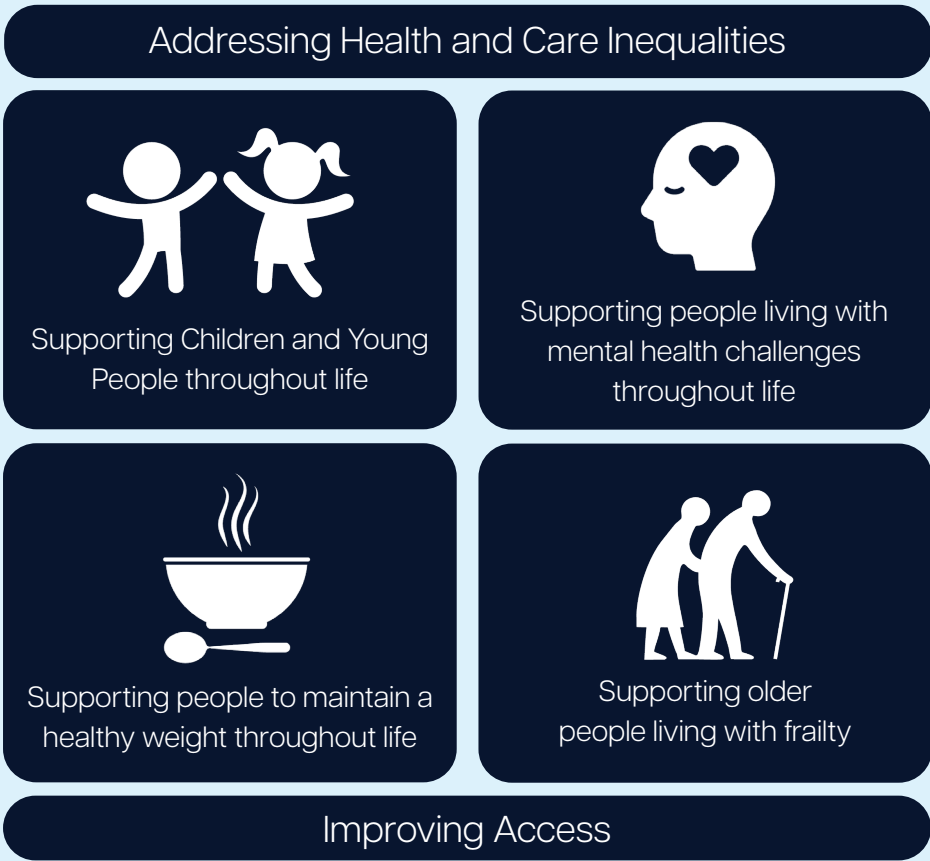 Addressing Health and Care Inequalities
Supporting Children and Young
People throughout life
Supporting people living with
mental health challenges
throughout life
Supporting people to maintain a
healthy weight throughout life
Supporting older
people living with frailty
Improving Access